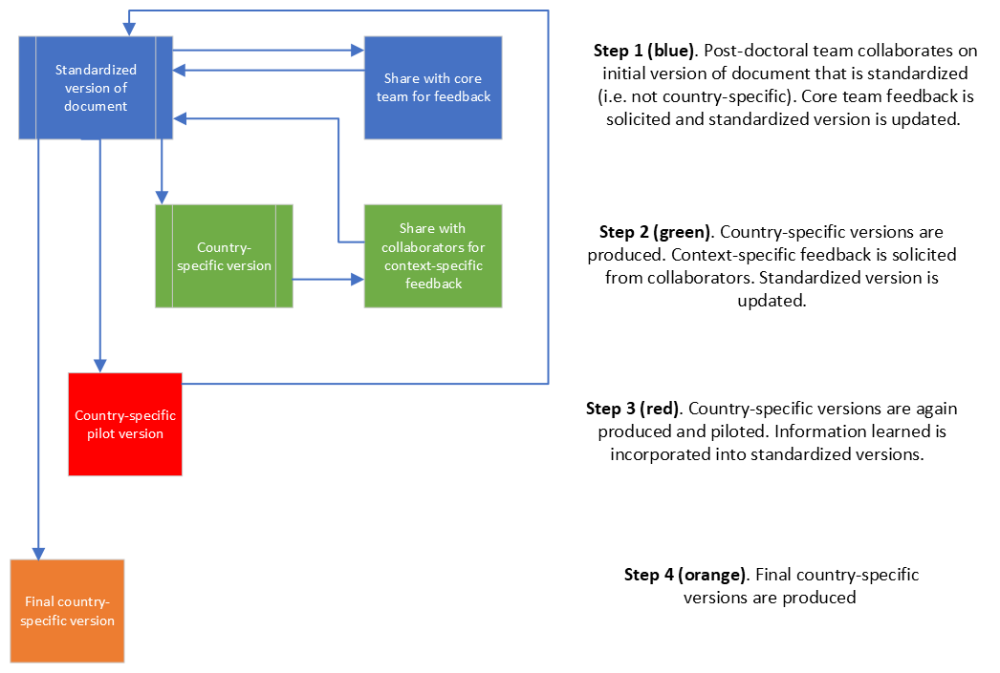 Standardized
version of
document
Share with core
team for feedback
Step 1 (blue). Post-doctoral team collaborates on
initial version of document that is standardized
(i.e. not country-specific). Core team feedback is
solicited and standardized version is updated.
Country-
specific version
Share with
collaborators for
context-specific
feedback
Step 2 (green). Country-specific versions are
produced. Context-specific feedback is solicited
from collaborators. Standardized version is
updated.
Country-specific
pilot version
Step 3 (red). Country-specific versions are again
produced and piloted. Information learned is
incorporated into standardized versions.
Final country-
specific version
Step 4 (orange). Final country-specific
versions are produced